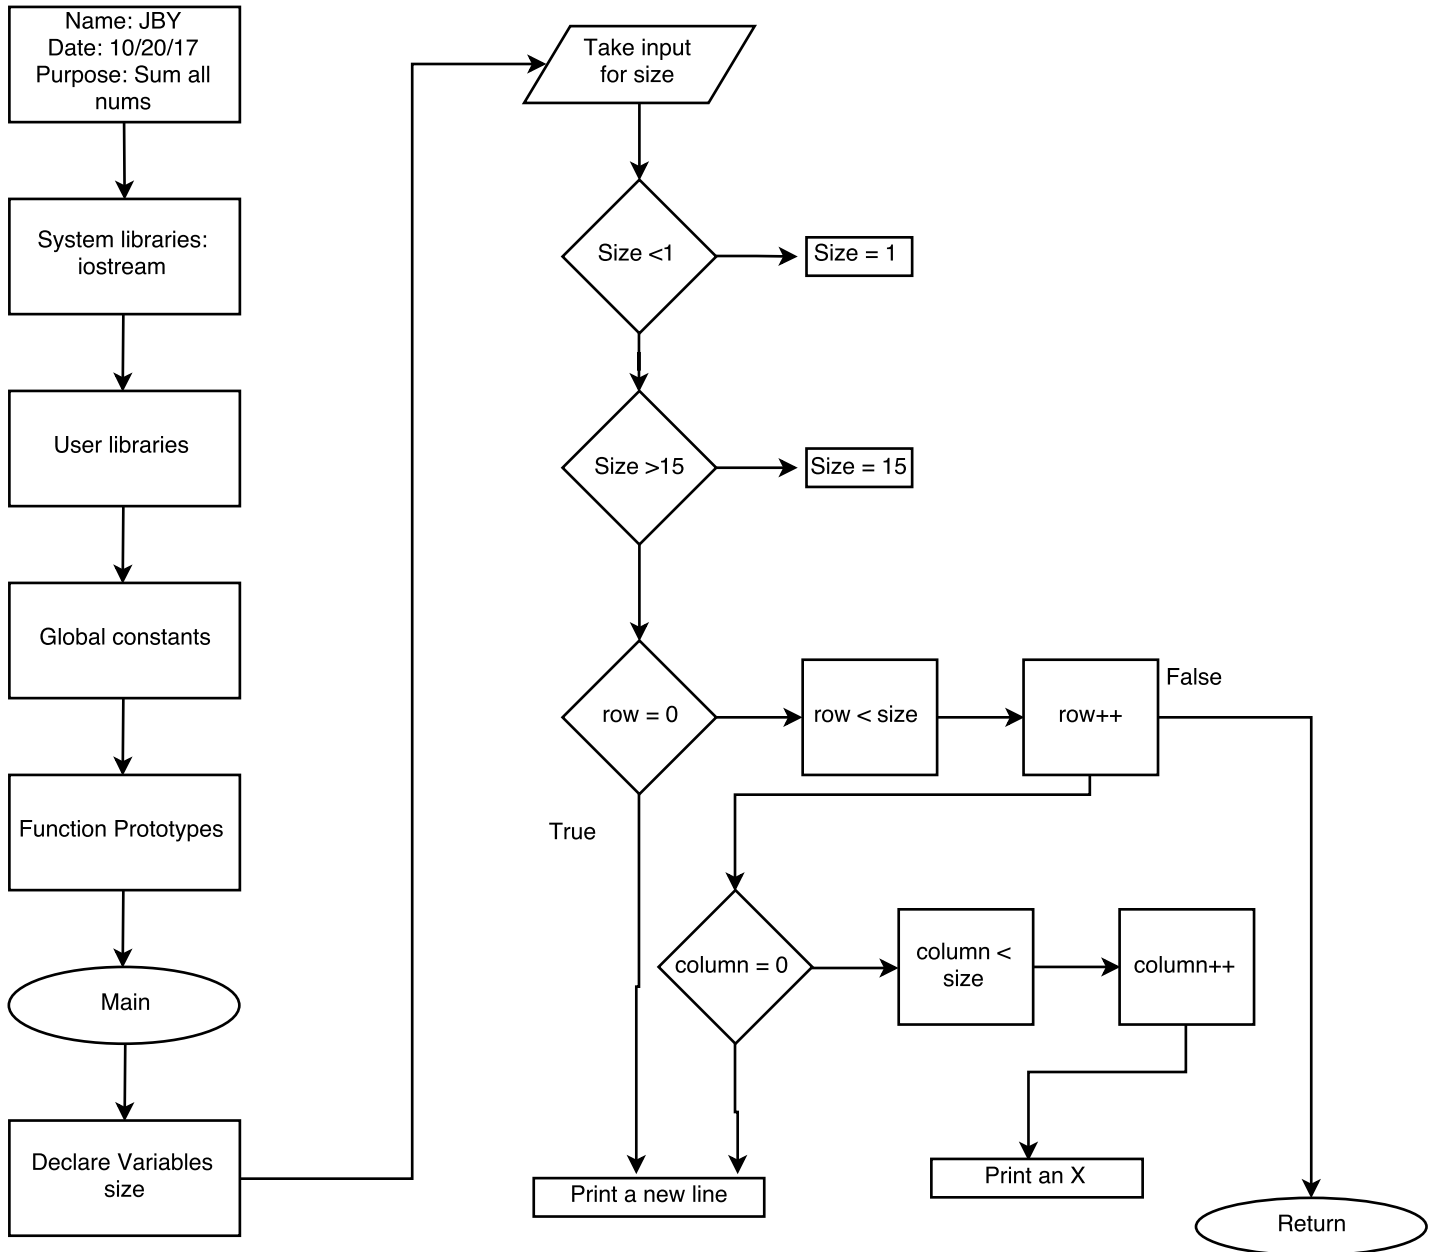 Name: JBY
Date: 10/20/17
Purpose: Sum all
nums
System libraries:
iostream
User libraries
Global constants
Function Prototypes
Main
Declare Variables
size
Take input
for size
Size <1
Size = 1
Size >15
Size = 15
row = 0
row < size
row++
False
True
column = 0
column <
size
column++
Print an X
Print a new line
Return